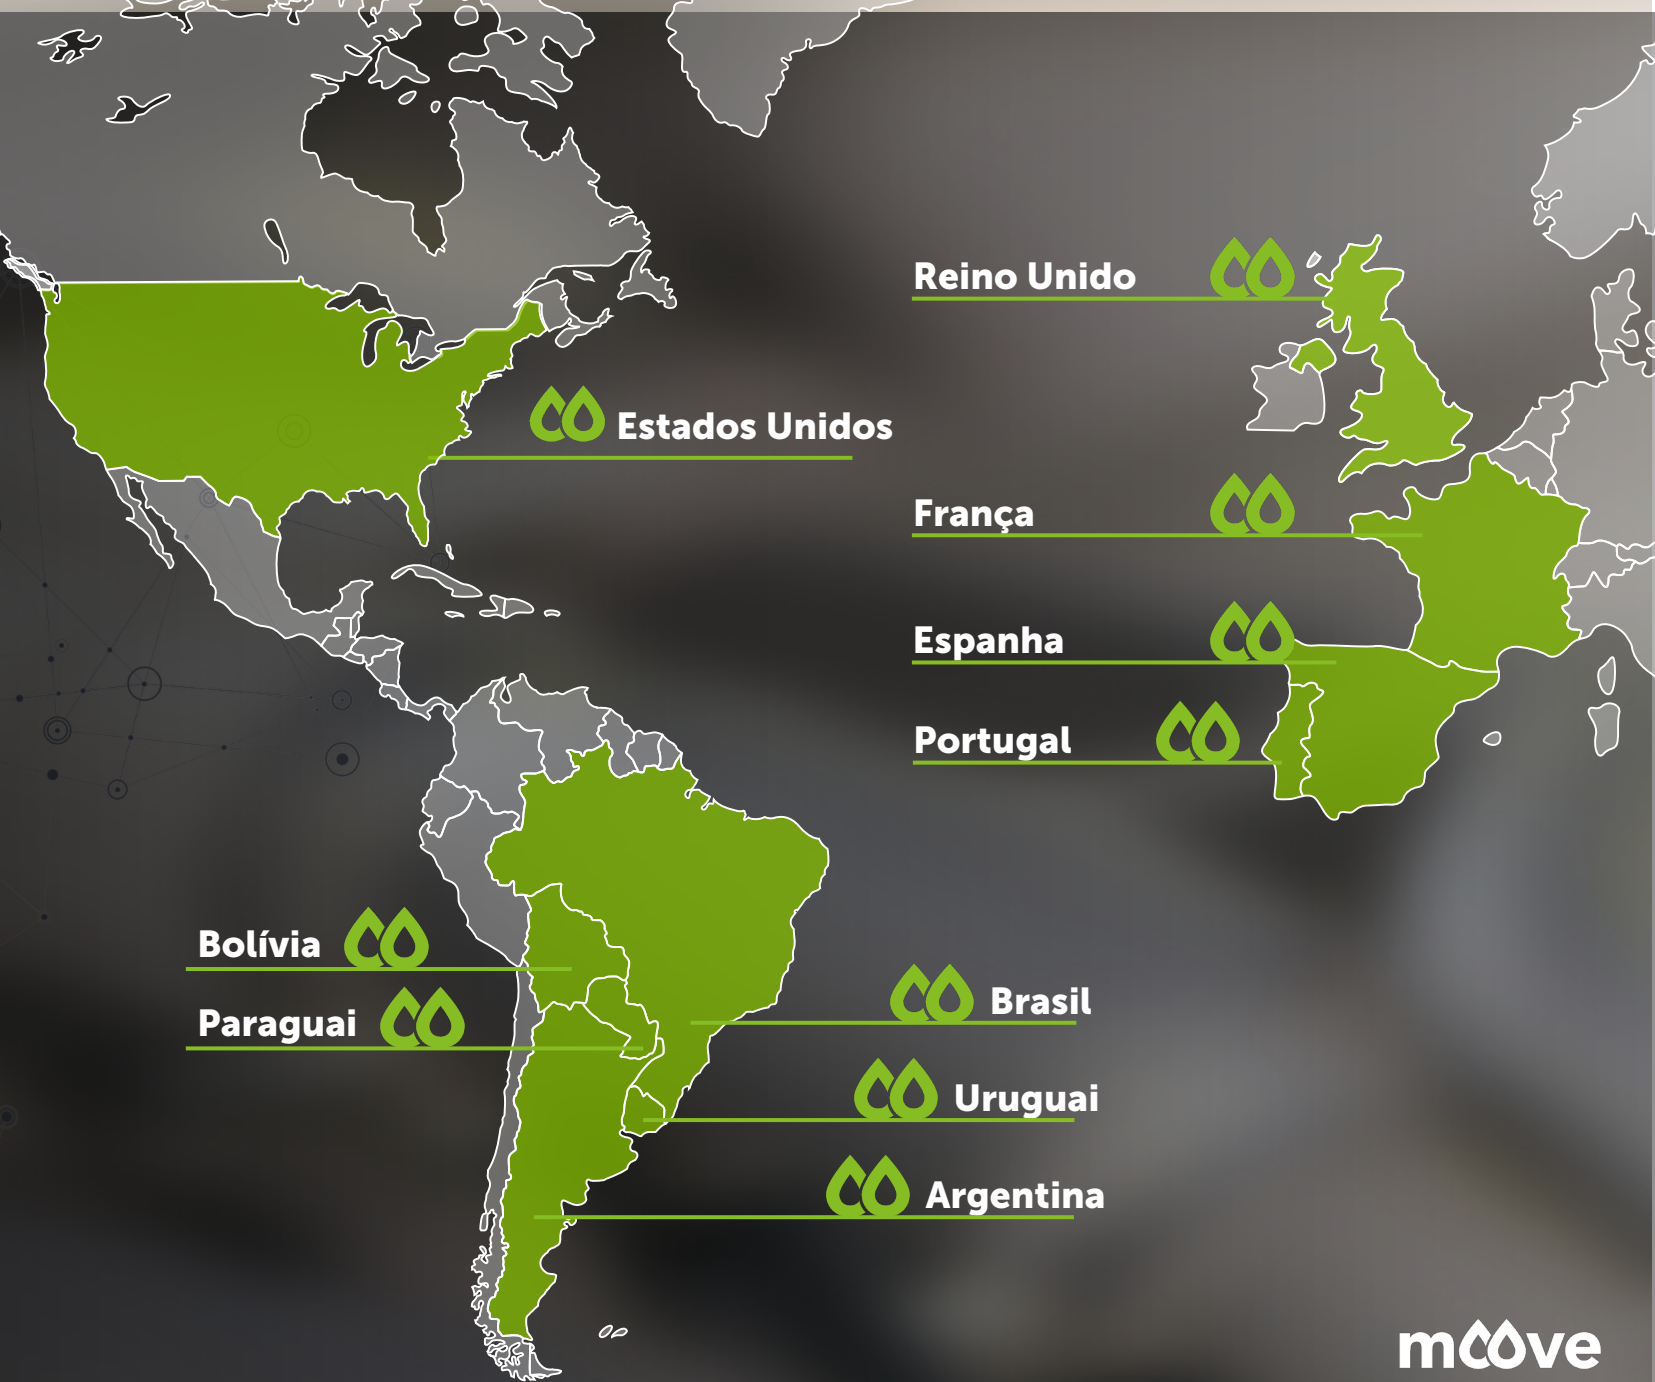 Reino Unido
Estados Unidos
França
Espanha
Portugal
Bolívia
Brasil
Paraguai
Uruguai
Argentina
moove